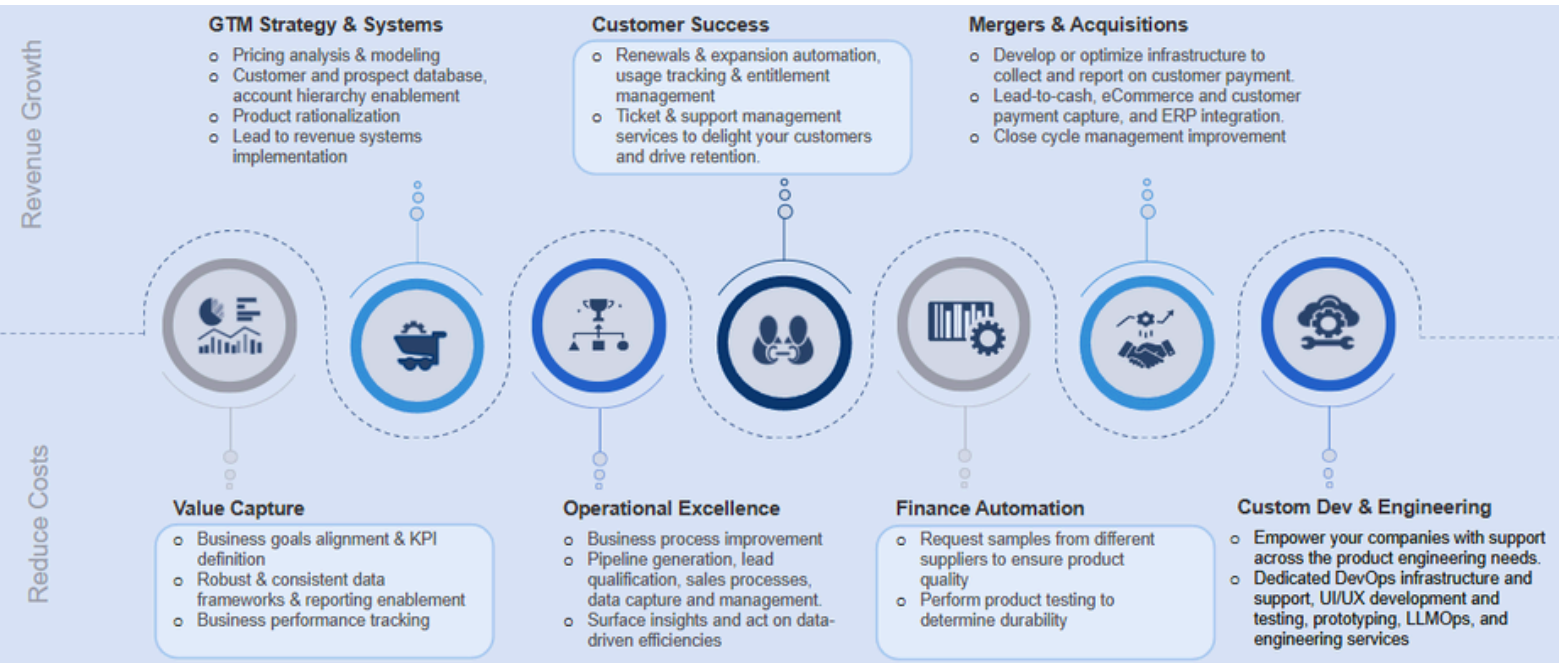 Revenue Growth
GTM Strategy & Systems
o Pricing analysis & modeling
o Customer and prospect database,
account hierarchy enablement
o Product rationalization
o Lead to revenue systems
implementation
Customer Success
o Renewals & expansion automation,
usage tracking & entitlement
management
o Ticket & support management
services to delight your customers
and drive retention.
Mergers & Acquisitions
o Develop or optimize infrastructure to
collect and report on customer payment.
o Lead-to-cash, eCommerce and customer
payment capture, and ERP integration.
o Close cycle management improvement
Reduce Costs
Value Capture
o Business goals alignment & KPI
definition
o Robust & consistent data
frameworks & reporting enablement
o Business performance tracking
Operational Excellence
o Business process improvement
o Pipeline generation, lead
qualification, sales processes,
data capture and management.
o Surface insights and act on data-
driven efficiencies
Finance Automation
o Request samples from different
suppliers to ensure product
quality
o Perform product testing to
determine durability
Custom Dev & Engineering
o Empower your companies with support
across the product engineering needs.
o Dedicated DevOps infrastructure and
support, UI/UX development and
testing, prototyping, LLMOps, and
engineering services